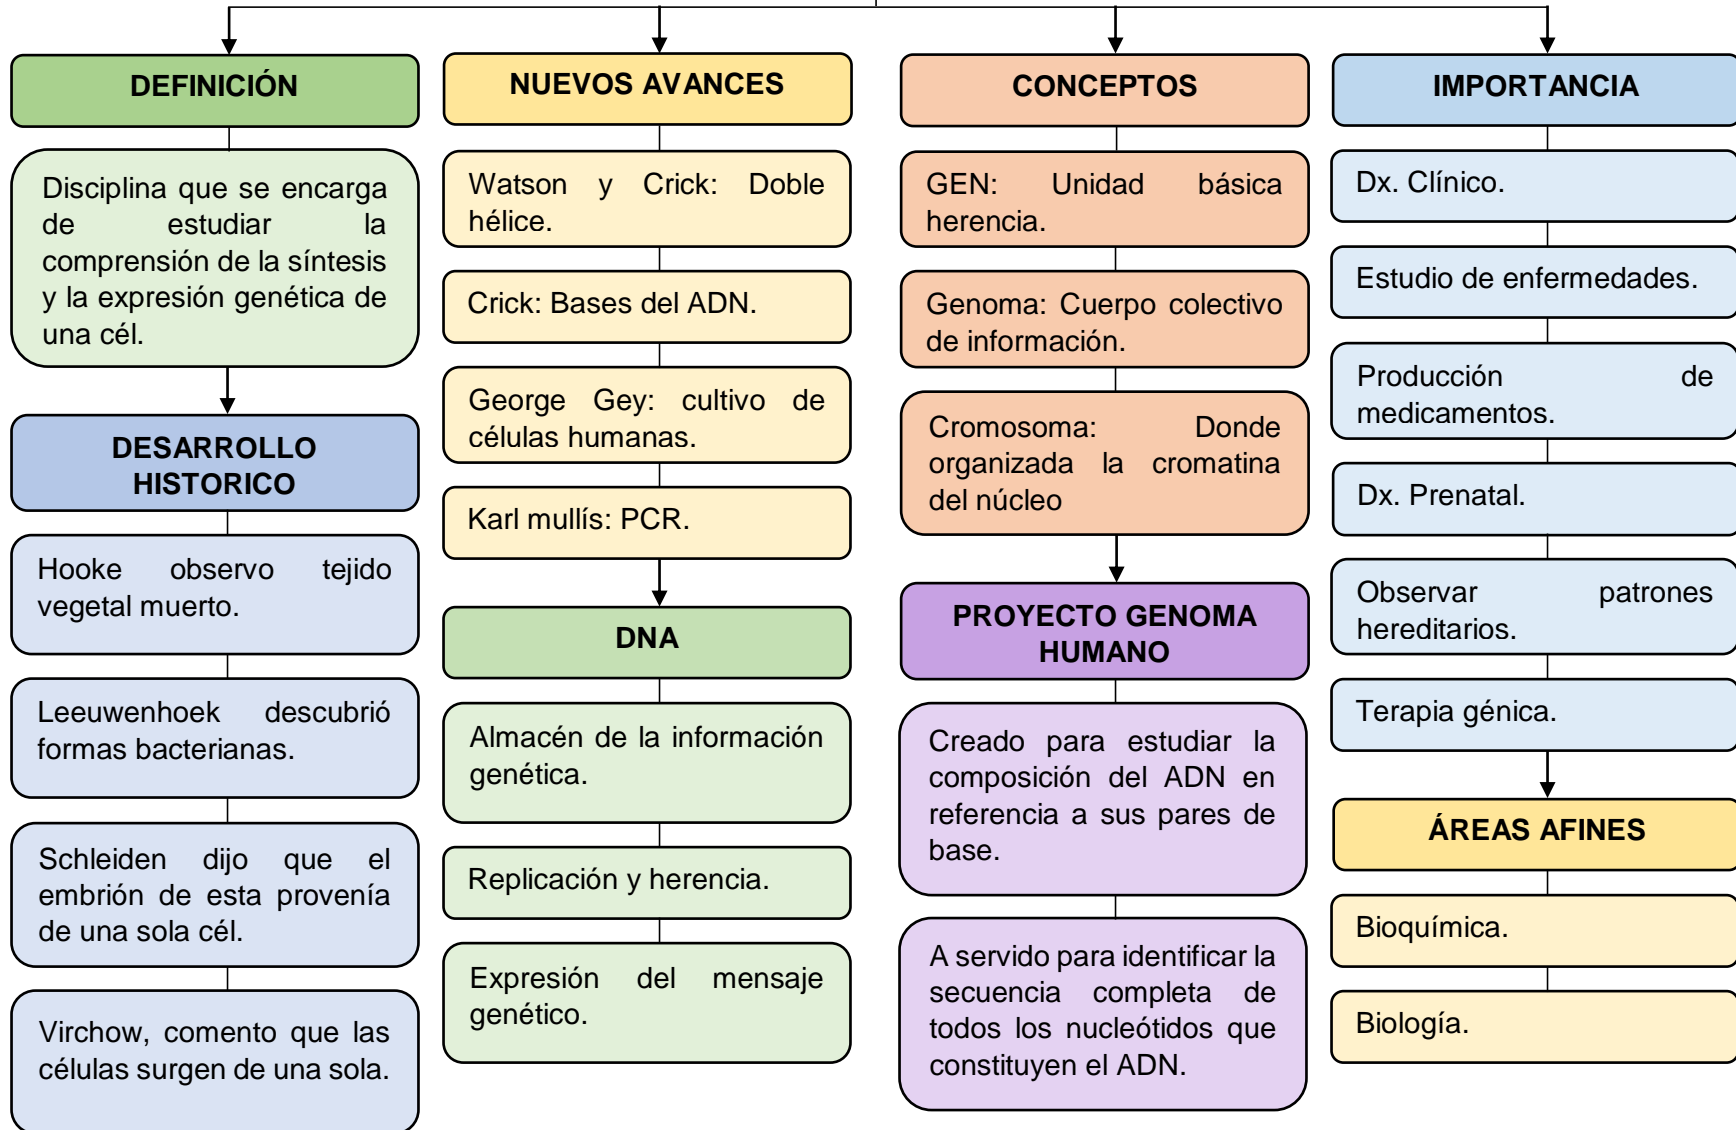 DEFINICIÓN
Disciplina que se encarga
de estudiar la
comprensión de la síntesis
y la expresión genética de
una cél.
DESARROLLO
HISTORICO
Hooke observo tejido
vegetal muerto.
Leeuwenhoek descubrió
formas bacterianas.
Schleiden dijo que el
embrión de esta provenía
de una sola cél.
Virchow, comento que las
células surgen de una sola.
NUEVOS AVANCES
Watson y Crick: Doble
hélice.
Crick: Bases del ADN.
George Gey: cultivo de
células humanas.
Karl mullís: PCR.
DNA
Almacén de la información
genética.
Replicación y herencia.
Expresión del mensaje
genético.
CONCEPTOS
GEN: Unidad básica
herencia.
Genoma: Cuerpo colectivo
de información.
Cromosoma: Donde
organizada la cromatina
del núcleo
PROYECTO GENOMA
HUMANO
Creado para estudiar la
composición del ADN en
referencia a sus pares de
base.
A servido para identificar la
secuencia completa de
todos los nucleótidos que
constituyen el ADN.
IMPORTANCIA
Dx. Clínico.
Estudio de enfermedades.
Producción de
medicamentos.
Dx. Prenatal.
Observar patrones
hereditarios.
Terapia génica.
ÁREAS AFINES
Bioquímica.
Biología.